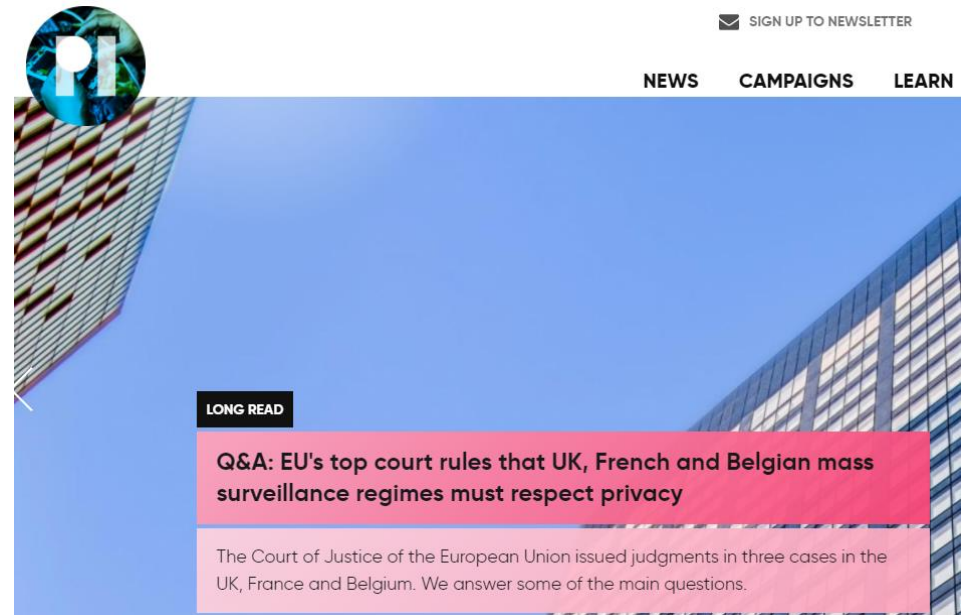 PI
SIGN UP TO NEWSLETTER
NEWS CAMPAIGNS LEARN
LONG READ
Q&A: EU's top court rules that UK, French and Belgian mass
surveillance regimes must respect privacy
The Court of Justice of the European Union issued judgments in three cases in the
UK, France and Belgium. We answer some of the main questions.